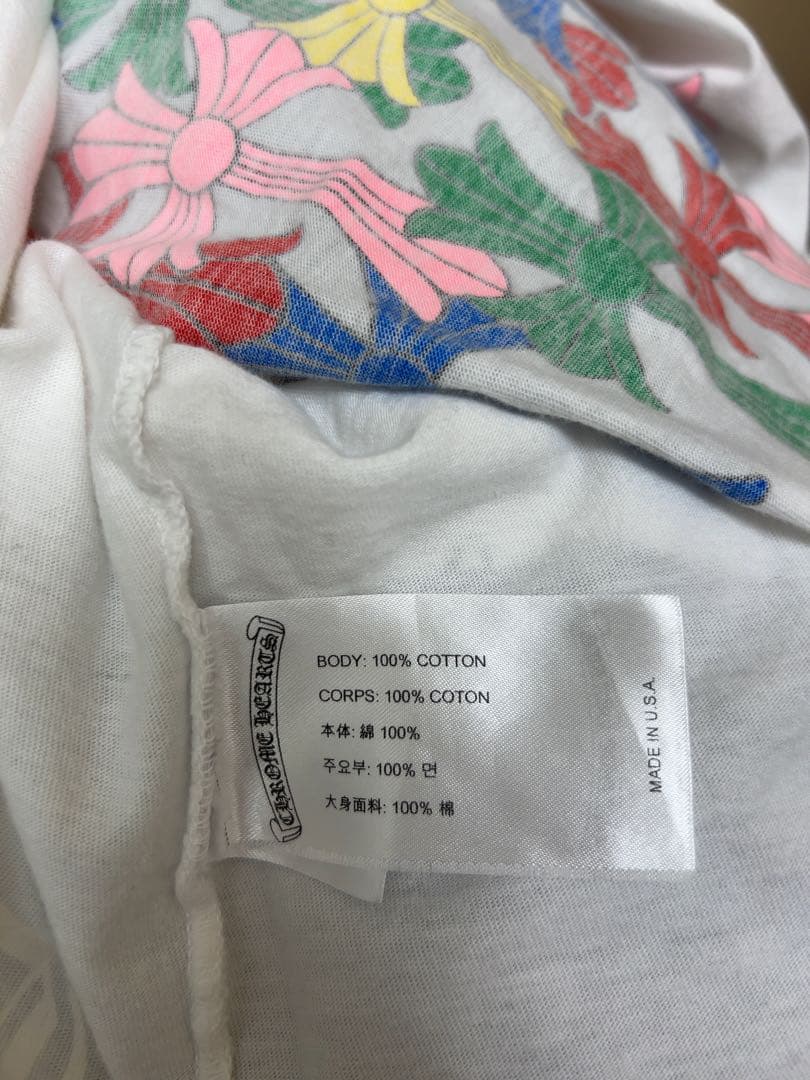 CHROME HEARTS
BODY: 100% COTTON
CORPS: 100% COTON
本体: 綿 100%
주요부: 100% 면
大身面料: 100% 棉
MADE IN U.S.A.